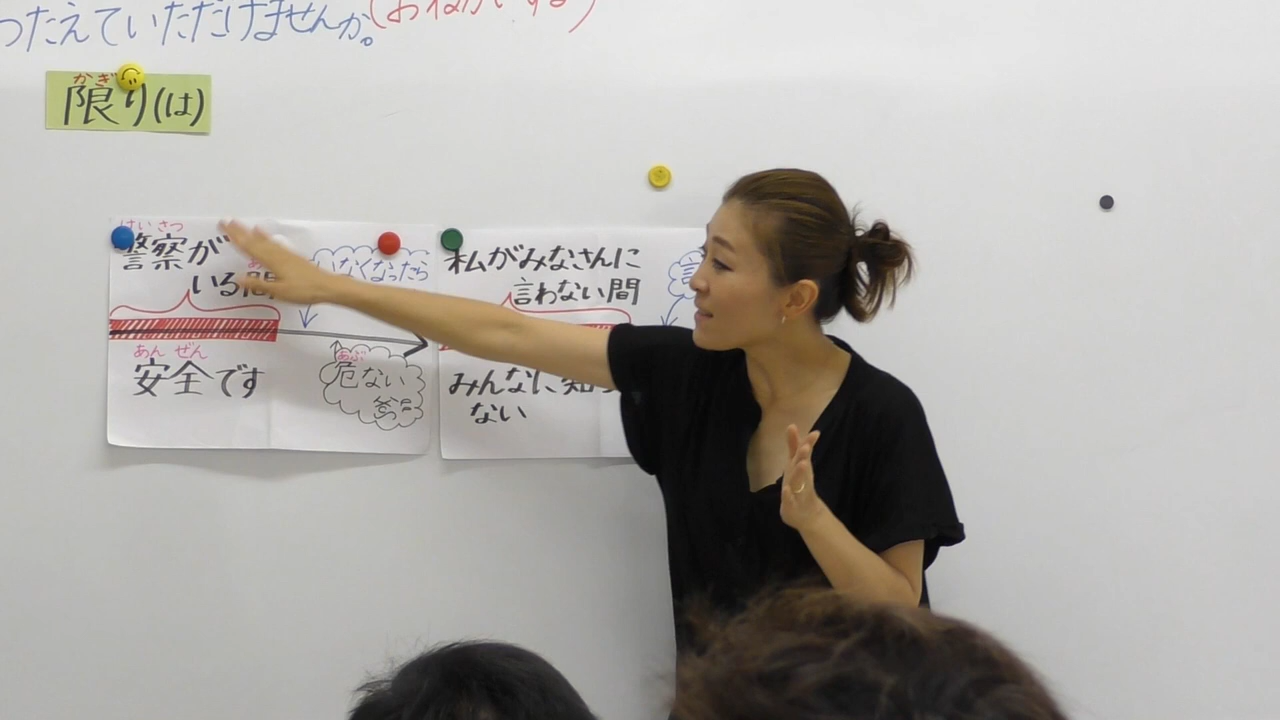 つたえていただけませんか。(おねがいする)
かぎ
限り(は)
けいさつ
警察が
いる間
いなくなったら
あんぜん
安全です
あぶ
危ない
私がみなさんに
言わない間
言
みんなに知
ない